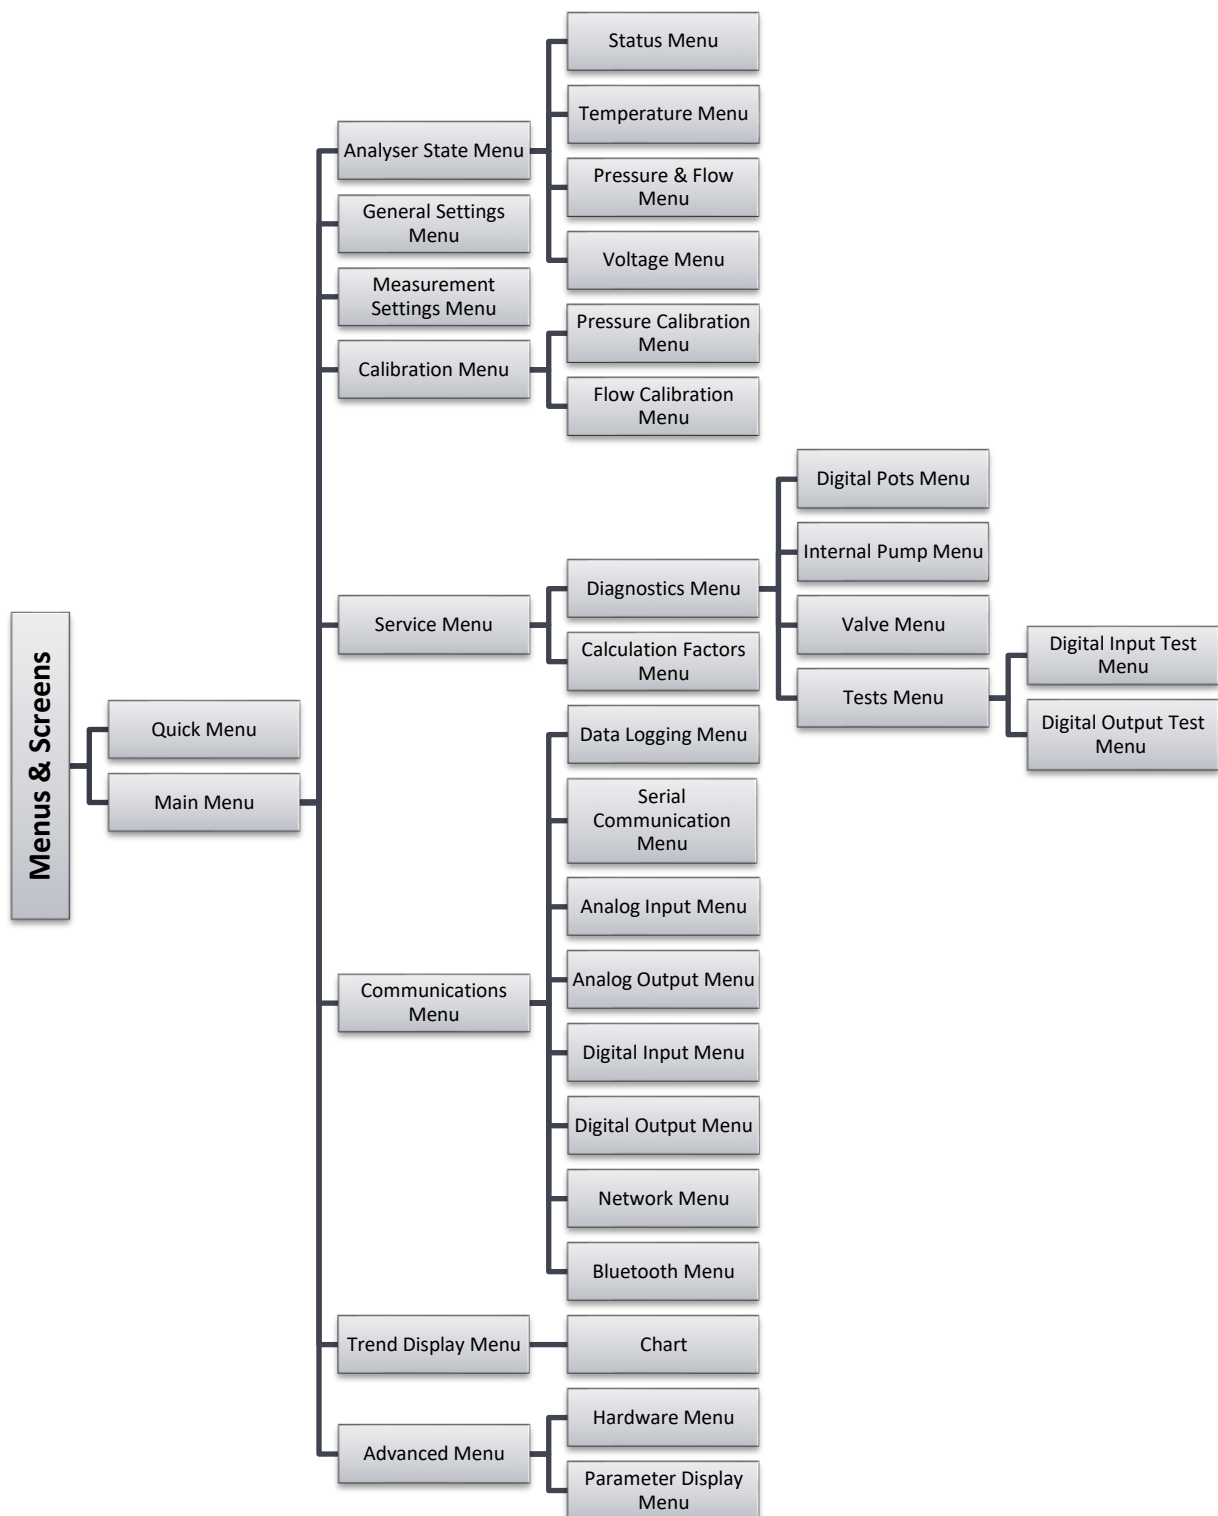 Menus & Screens
Quick Menu
Main Menu
Analyser State Menu
Status Menu
Temperature Menu
Pressure & Flow
Menu
Voltage Menu
General Settings
Menu
Measurement
Settings Menu
Calibration Menu
Pressure Calibration
Menu
Flow Calibration
Menu
Service Menu
Diagnostics Menu
Digital Pots Menu
Internal Pump Menu
Valve Menu
Tests Menu
Digital Input Test
Menu
Digital Output Test
Menu
Calculation Factors
Menu
Communications
Menu
Data Logging Menu
Serial
Communication
Menu
Analog Input Menu
Analog Output Menu
Digital Input Menu
Digital Output Menu
Network Menu
Bluetooth Menu
Trend Display Menu
Chart
Advanced Menu
Hardware Menu
Parameter Display
Menu